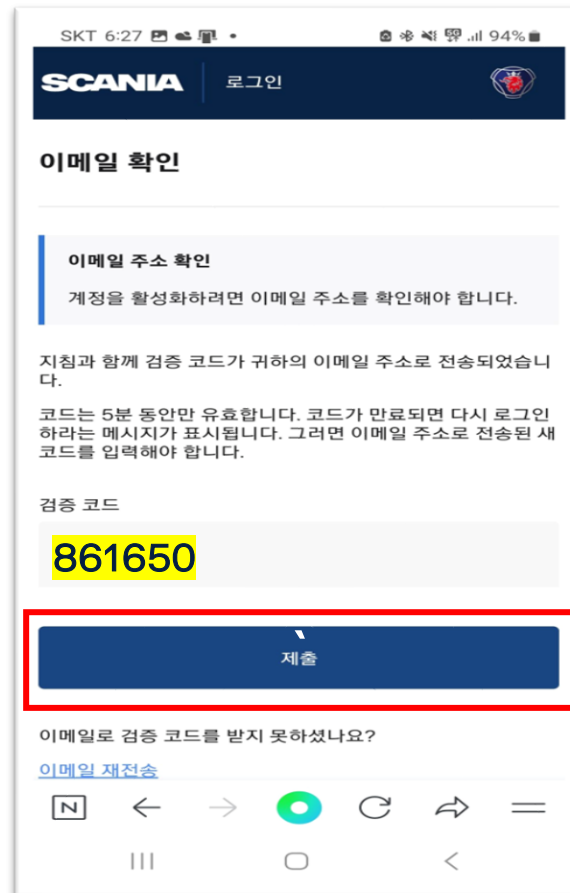 SKT 6:27
94%
SCANIA 로그인
이메일 확인
이메일 주소 확인
계정을 활성화하려면 이메일 주소를 확인해야 합니다.
지침과 함께 검증 코드가 귀하의 이메일 주소로 전송되었습니
다.
코드는 5분 동안만 유효합니다. 코드가 만료되면 다시 로그인
하라는 메시지가 표시됩니다. 그러면 이메일 주소로 전송된 새
코드를 입력해야 합니다.
검증 코드
861650
제출
이메일로 검증 코드를 받지 못하셨나요?
이메일 재전송
N